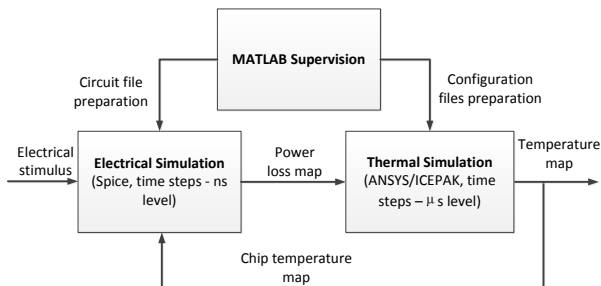 MATLAB Supervision
Circuit file
preparation
Configuration
files preparation
Electrical
stimulus
Electrical Simulation
(Spice, time steps - ns
level)
Power
loss map
Thermal Simulation
(ANSYS/ICEPAK, time
steps – μs level)
Temperature
map
Chip temperature
map